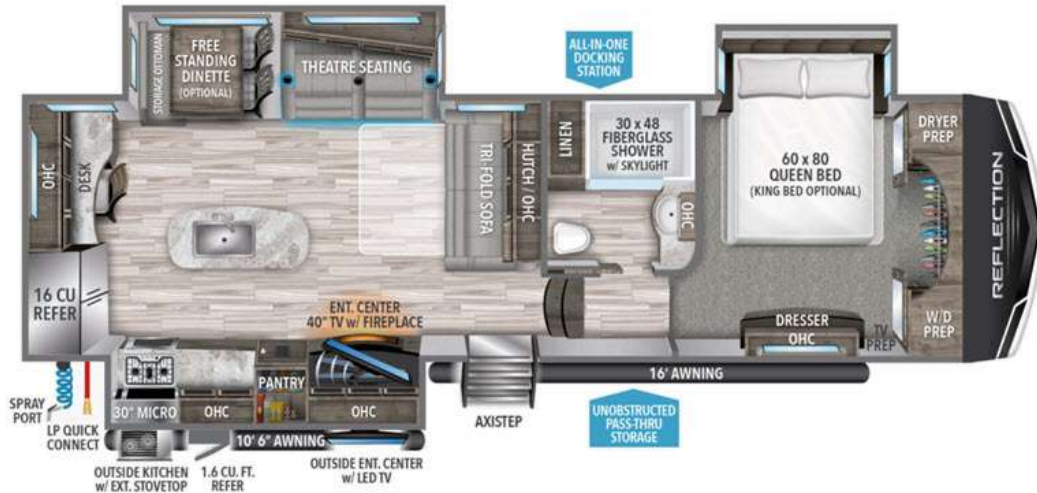 STORAGE OTTOMAN
FREE
STANDING
DINETTE
(OPTIONAL)
THEATRE SEATING
ALL-IN-ONE
DOCKING
STATION
OHC
DESK
TRI-FOLD SOFA
HUTCH / OHC
LINEN
30 x 48
FIBERGLASS
SHOWER
w/ SKYLIGHT
OHC
60 x 80
QUEEN BED
(KING BED OPTIONAL)
DRYER
PREP
REFLECTION
16 CU
REFER
ENT. CENTER
40" TV w/ FIREPLACE
DRESSER
OHC
TV PREP
W/D
PREP
PANTRY
30" MICRO
OHC
OHC
16' AWNING
SPRAY
PORT
LP QUICK
CONNECT
AXISTEP
UNOBSTRUCTED
PASS-THRU
STORAGE
10' 6" AWNING
OUTSIDE KITCHEN
w/ EXT. STOVETOP
1.6 CU. FT.
REFER
OUTSIDE ENT. CENTER
w/ LED TV